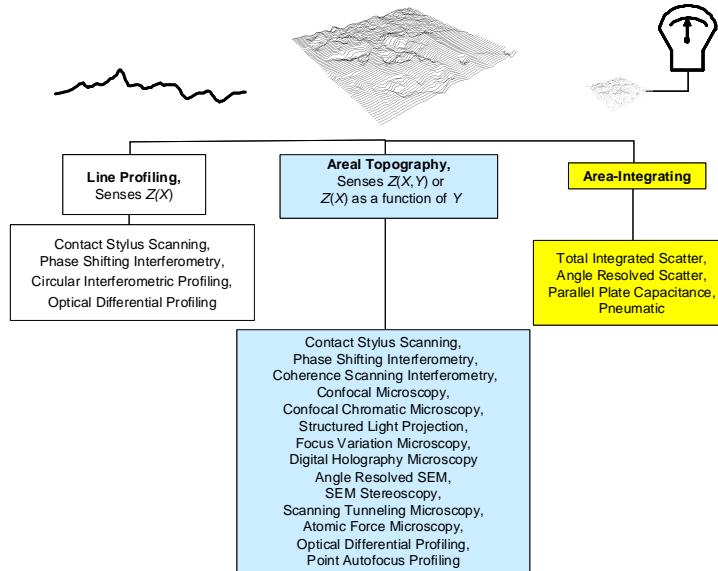 Line Profiling,
Senses Z(X)
Contact Stylus Scanning,
Phase Shifting Interferometry,
Circular Interferometric Profiling,
Optical Differential Profiling
Areal Topography,
Senses Z(X,Y) or
Z(X) as a function of Y
Contact Stylus Scanning,
Phase Shifting Interferometry,
Coherence Scanning Interferometry,
Confocal Microscopy,
Confocal Chromatic Microscopy,
Structured Light Projection,
Focus Variation Microscopy,
Digital Holography Microscopy
Angle Resolved SEM,
SEM Stereoscopy,
Scanning Tunneling Microscopy,
Atomic Force Microscopy,
Optical Differential Profiling,
Point Autofocus Profiling
Area-Integrating
Total Integrated Scatter,
Angle Resolved Scatter,
Parallel Plate Capacitance,
Pneumatic